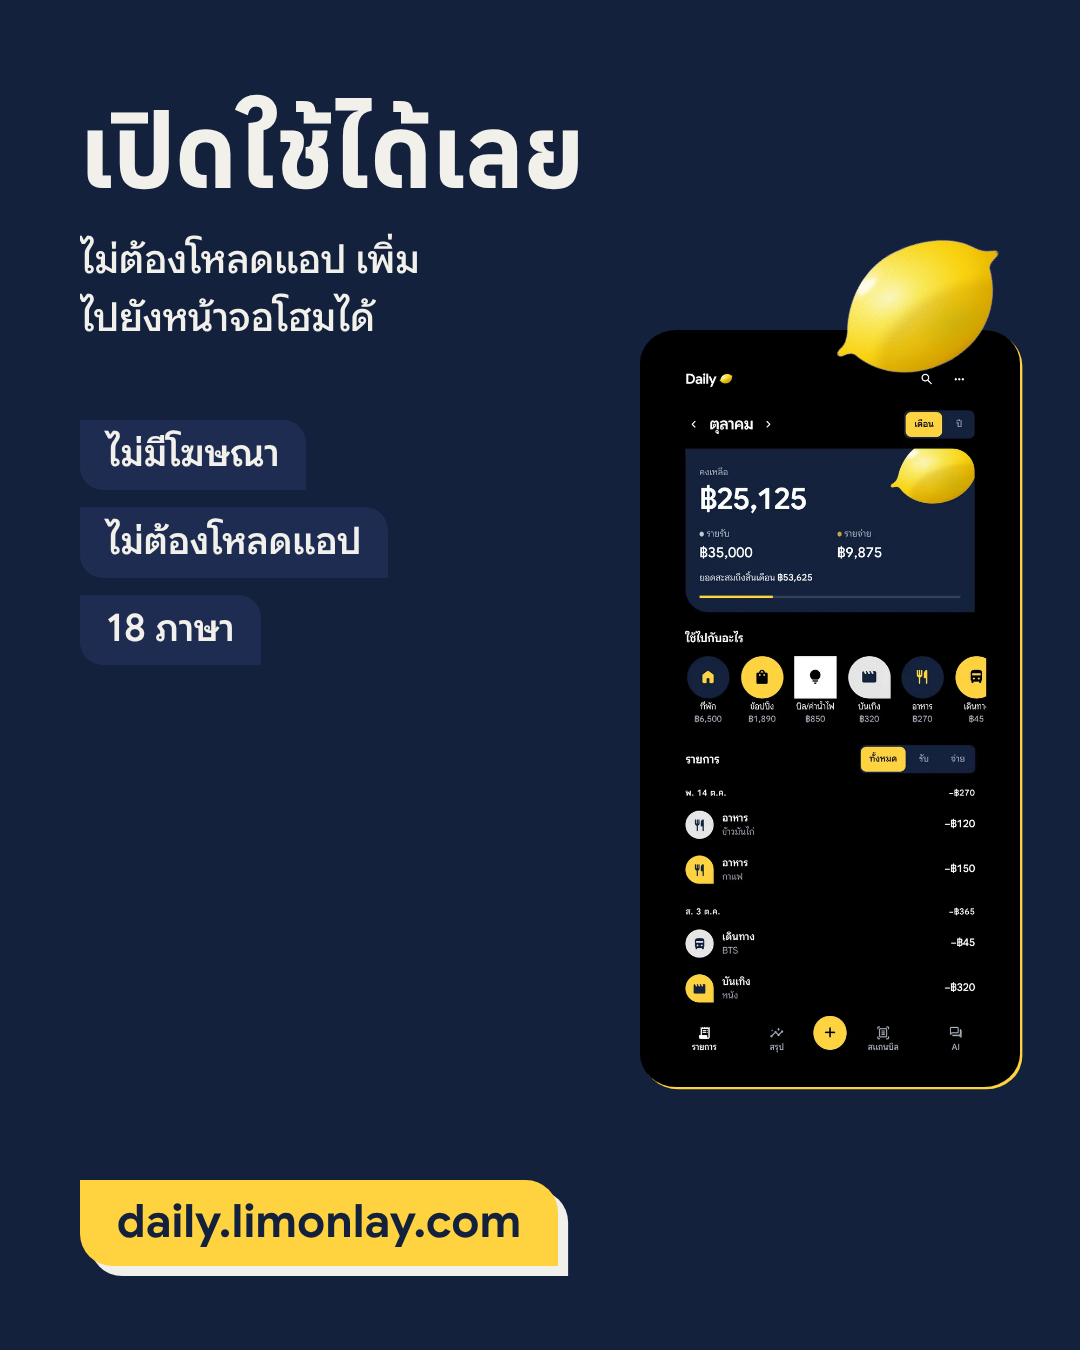 เปิดใช้ได้เลย
ไม่ต้องโหลดแอป เพิ่ม
ไปยังหน้าจอโฮมได้
ไม่มีโฆษณา
ไม่ต้องโหลดแอป
18 ภาษา
Daily
ตุลาคม
เดือน ปี
คงเหลือ
฿25,125
รายรับ รายจ่าย
฿35,000 ฿9,875
ยอดสะสมถึงสิ้นเดือน ฿53,625
ใช้ไปกับอะไร
ที่พัก ช้อปปิ้ง บิล/ค่าน้ำไฟ บันเทิง อาหาร เดินทา
฿6,500 ฿1,890 ฿850 ฿320 ฿270 ฿45
รายการ ทั้งหมด รับ จ่าย
พ. 14 ต.ค. −฿270
อาหาร
ข้าวมันไก่
−฿120
อาหาร
กาแฟ
−฿150
ส. 3 ต.ค. −฿365
เดินทาง
BTS
−฿45
บันเทิง
หนัง
−฿320
รายการ สรุป สแกนบิล AI
daily.limonlay.com